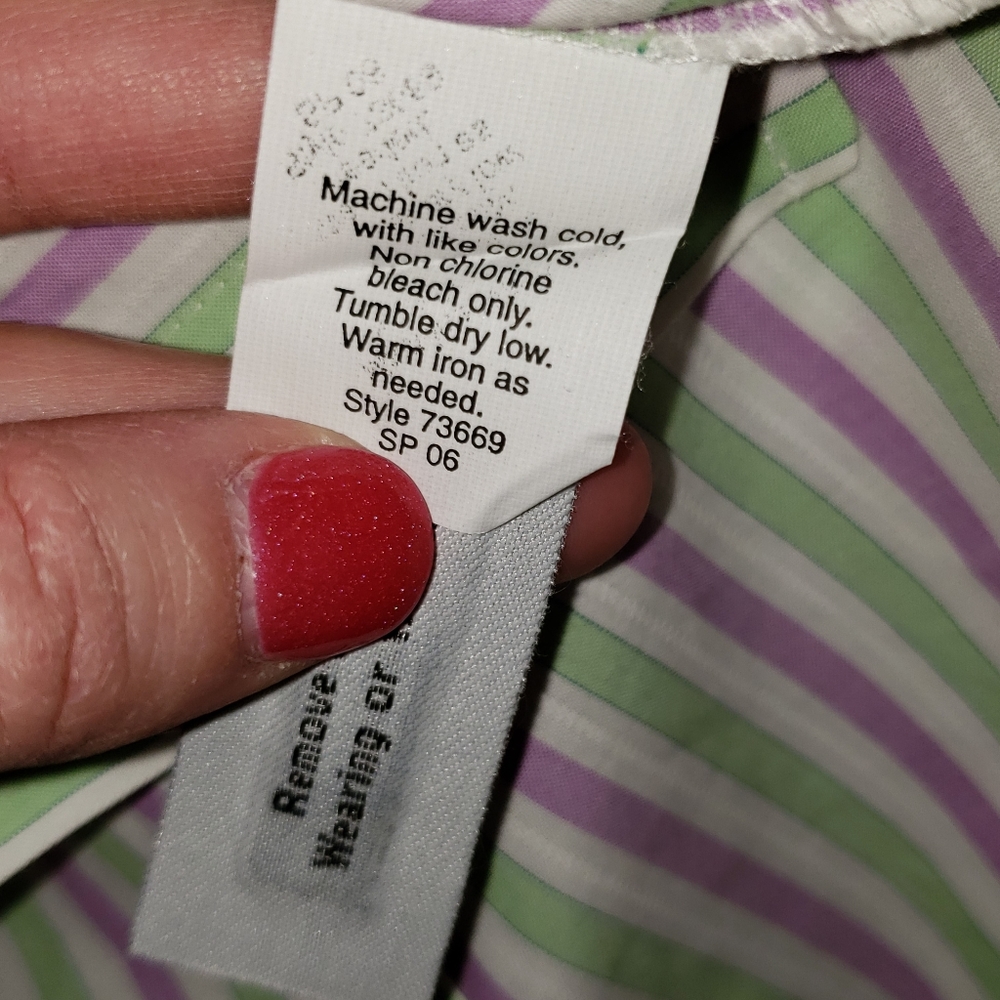 Machine wash cold,
with like colors.
Non chlorine
bleach only.
Tumble dry low.
Warm iron as
needed.
Style 73669
SP 06
Remove
Wearing or